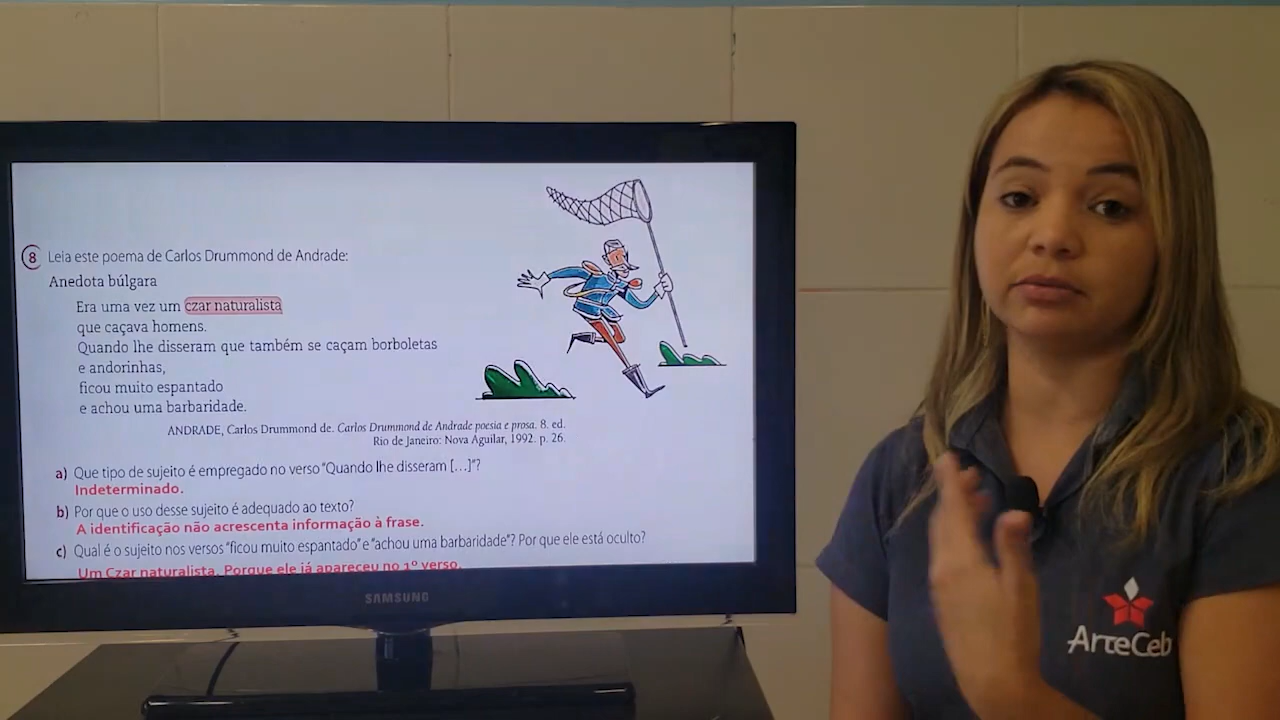 8 Leia este poema de Carlos Drummond de Andrade:
Anedota búlgara
Era uma vez um czar naturalista
que caçava homens.
Quando lhe disseram que também se caçam borboletas
e andorinhas,
ficou muito espantado
e achou uma barbaridade.
ANDRADE, Carlos Drummond de. Carlos Drummond de Andrade poesia e prosa. 8. ed.
Rio de Janeiro: Nova Aguilar, 1992. p. 26.
a) Que tipo de sujeito é empregado no verso "Quando lhe disseram [...]"?
Indeterminado.
b) Por que o uso desse sujeito é adequado ao texto?
A identificação não acrescenta informação à frase.
c) Qual é o sujeito nos versos "ficou muito espantado" e "achou uma barbaridade"? Por que ele está oculto?
Um Czar naturalista. Porque ele já apareceu no 1º verso.
SAMSUNG
ArteCeb